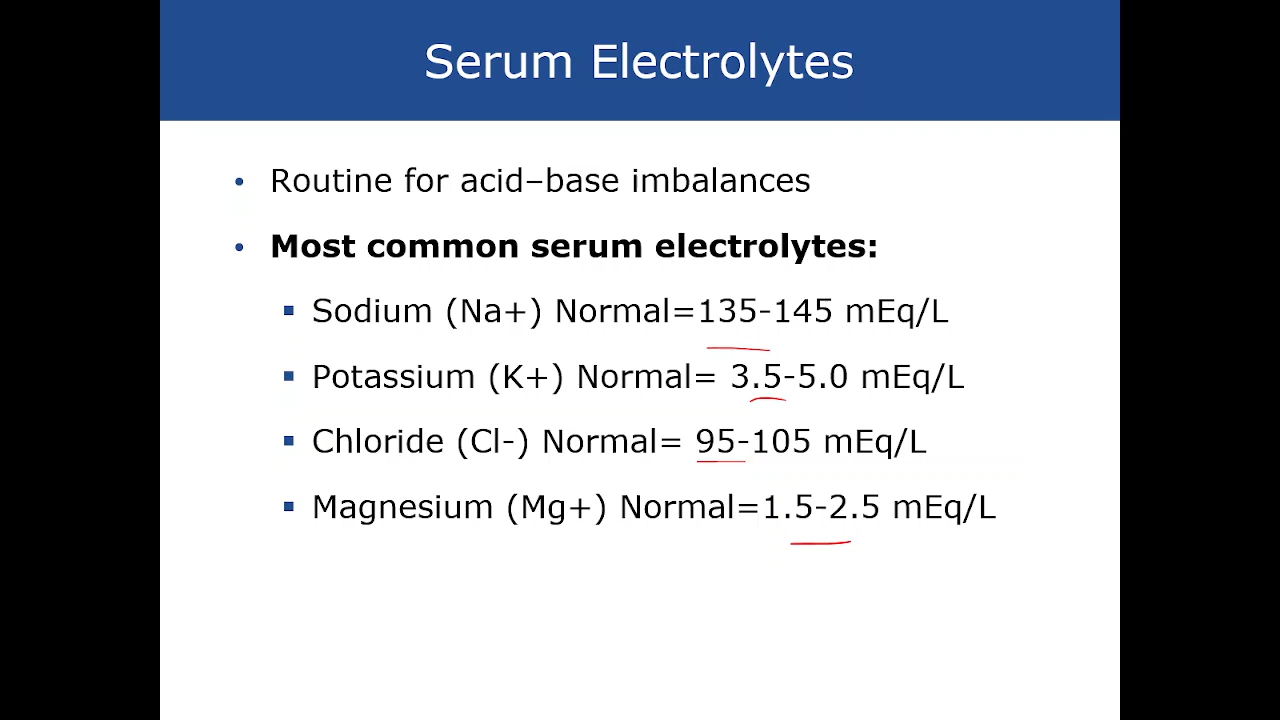 Serum Electrolytes
• Routine for acid–base imbalances
• Most common serum electrolytes:
▪ Sodium (Na+) Normal=135-145 mEq/L
▪ Potassium (K+) Normal= 3.5-5.0 mEq/L
▪ Chloride (Cl-) Normal= 95-105 mEq/L
▪ Magnesium (Mg+) Normal=1.5-2.5 mEq/L